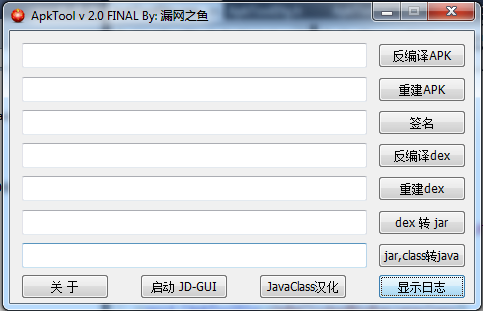 ApkTool v 2.0 FINAL By: 漏网之鱼
反编译APK
重建APK
签名
反编译dex
重建dex
dex 转 jar
jar,class转java
关 于 启动 JD-GUI JavaClass汉化 显示日志